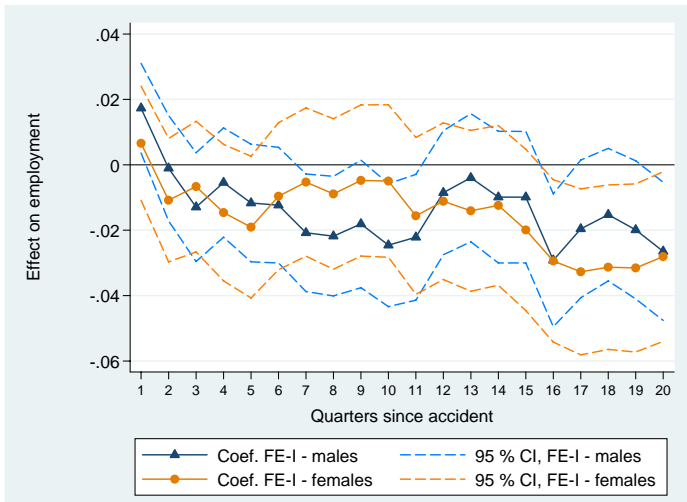 .04
.02
0
-.02
-.04
-.06
Effect on employment
1 2 3 4 5 6 7 8 9 10 11 12 13 14 15 16 17 18 19 20
Quarters since accident
Coef. FE-I - males 95 % CI, FE-I - males
Coef. FE-I - females 95 % CI, FE-I - females